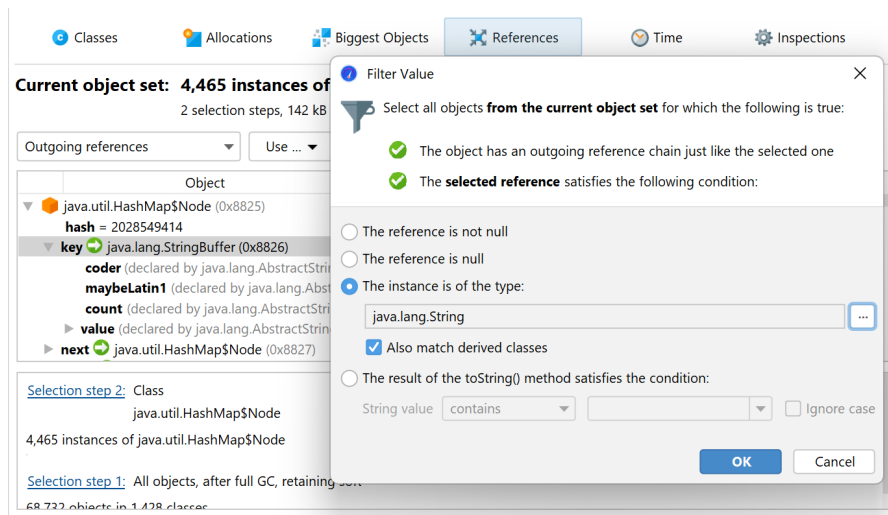 Classes
Allocations
Biggest Objects
References
Time
Inspections
Current object set: 4,465 instances of
2 selection steps, 142 kB
Outgoing references
Use ...
Object
java.util.HashMap$Node (0x8825)
hash = 2028549414
key java.lang.StringBuffer (0x8826)
coder (declared by java.lang.AbstractStri
maybeLatin1 (declared by java.lang.Abst
count (declared by java.lang.AbstractStri
value (declared by java.lang.AbstractStrin
next java.util.HashMap$Node (0x8827)
Selection step 2: Class
java.util.HashMap$Node
4,465 instances of java.util.HashMap$Node
Selection step 1: All objects, after full GC, retaining soft
68,732 objects in 1,428 classes
Filter Value
Select all objects from the current object set for which the following is true:
The object has an outgoing reference chain just like the selected one
The selected reference satisfies the following condition:
The reference is not null
The reference is null
The instance is of the type:
java.lang.String
...
Also match derived classes
The result of the toString() method satisfies the condition:
String value contains Ignore case
OK Cancel